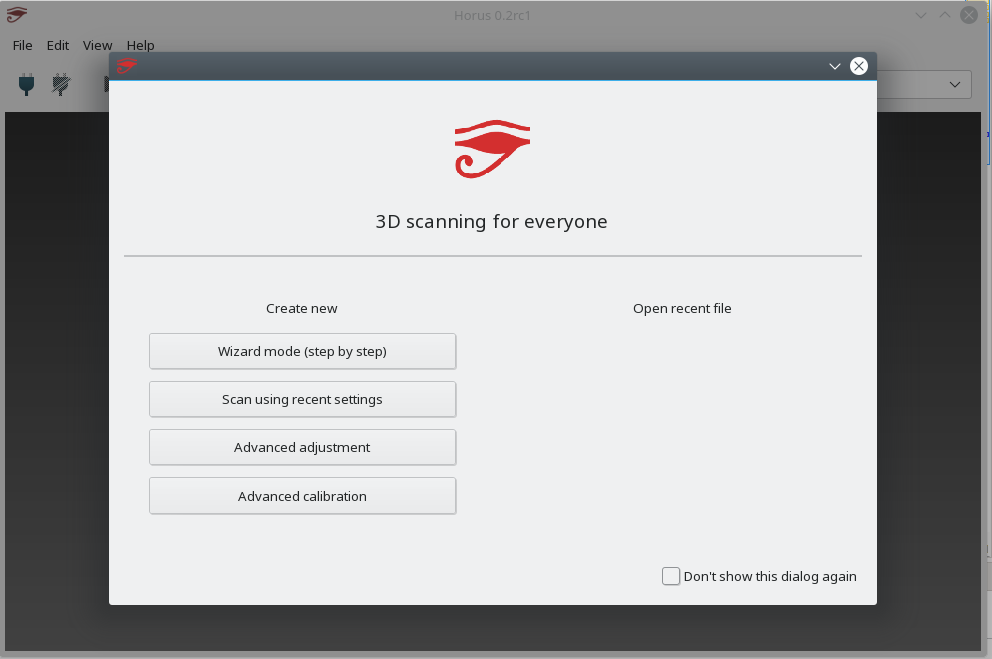 Horus 0.2rc1
File Edit View Help
3D scanning for everyone
Create new
Open recent file
Wizard mode (step by step)
Scan using recent settings
Advanced adjustment
Advanced calibration
Don't show this dialog again